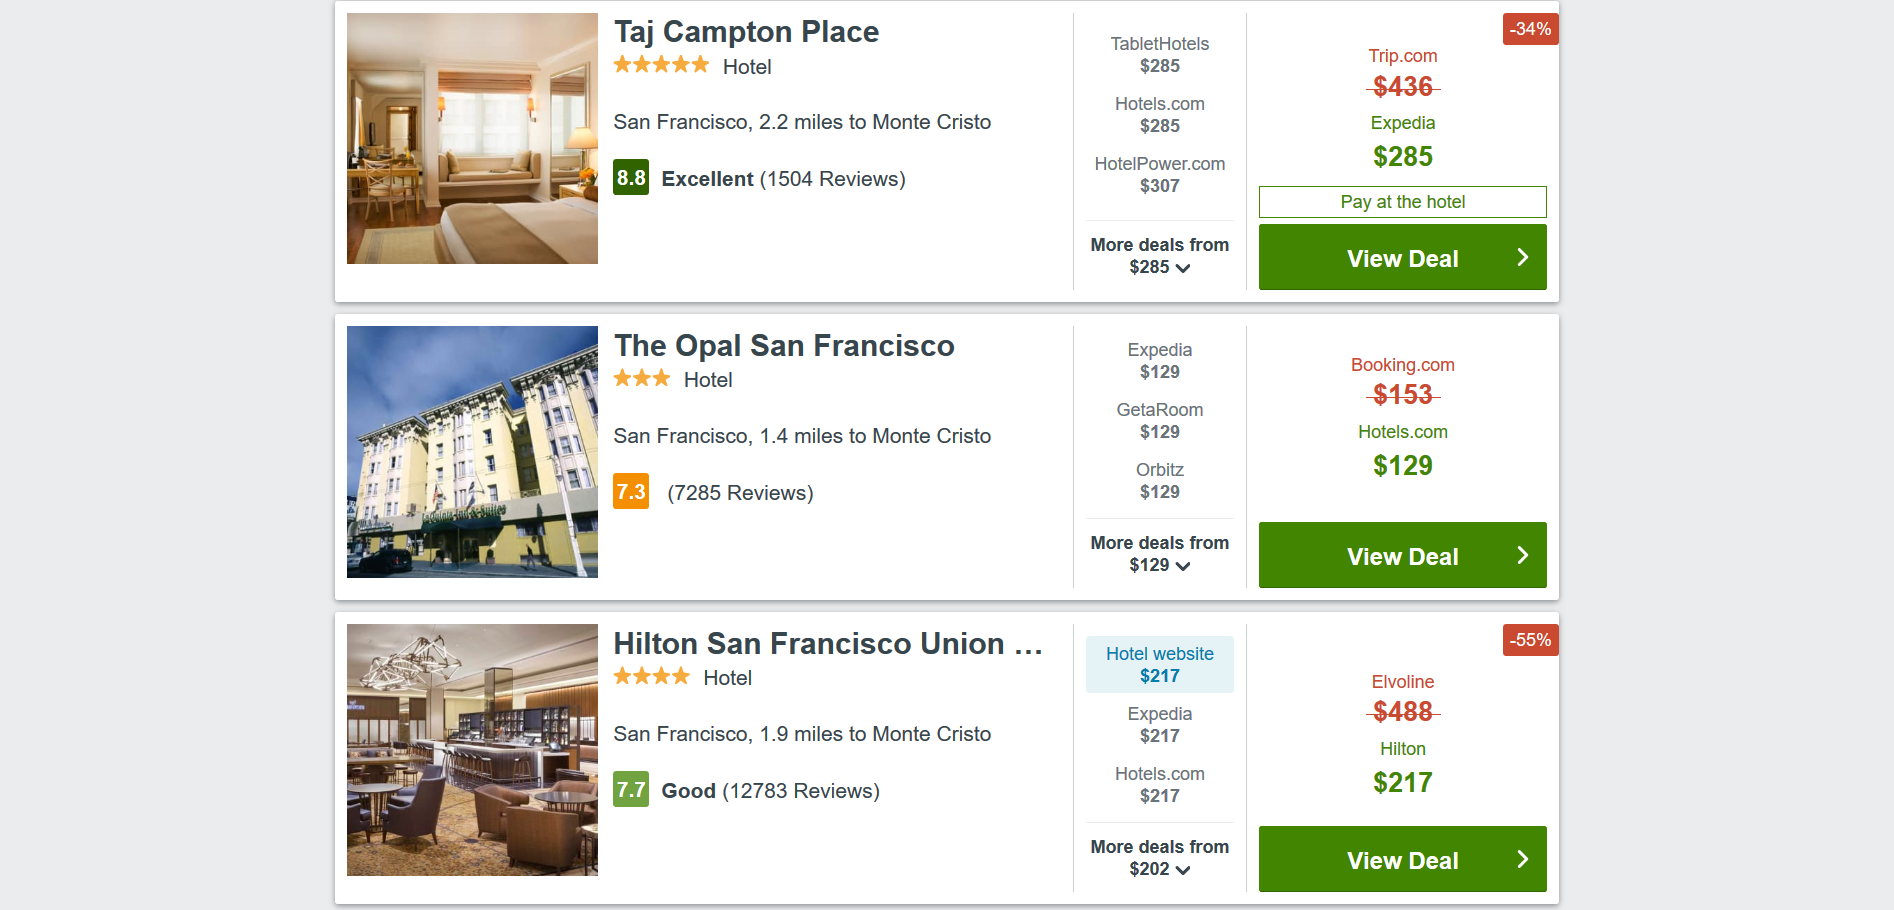 Taj Campton Place
Hotel
San Francisco, 2.2 miles to Monte Cristo
8.8 Excellent (1504 Reviews)
TabletHotels
$285
Hotels.com
$285
HotelPower.com
$307
More deals from
$285
-34%
Trip.com
$436
Expedia
$285
Pay at the hotel
View Deal
The Opal San Francisco
Hotel
San Francisco, 1.4 miles to Monte Cristo
7.3 (7285 Reviews)
Expedia
$129
GetaRoom
$129
Orbitz
$129
More deals from
$129
Booking.com
$153
Hotels.com
$129
View Deal
Hilton San Francisco Union ...
Hotel
San Francisco, 1.9 miles to Monte Cristo
7.7 Good (12783 Reviews)
Hotel website
$217
Expedia
$217
Hotels.com
$217
More deals from
$202
-55%
Elvoline
$488
Hilton
$217
View Deal